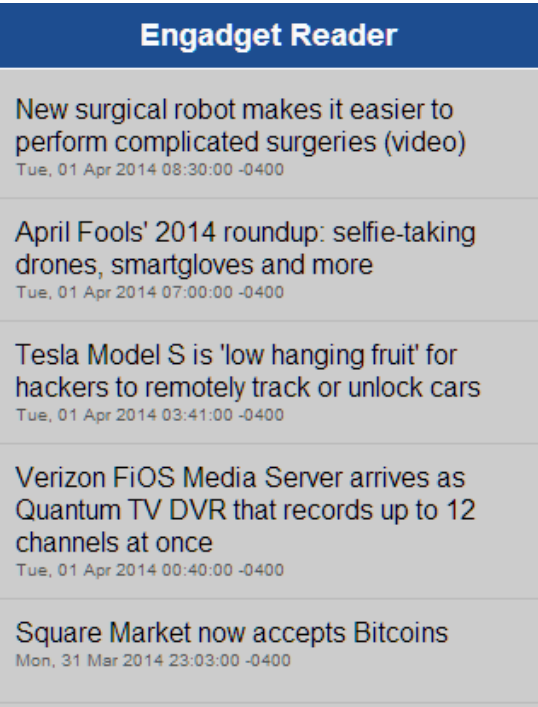 Engadget Reader
New surgical robot makes it easier to
perform complicated surgeries (video)
Tue, 01 Apr 2014 08:30:00 -0400
April Fools' 2014 roundup: selfie-taking
drones, smartgloves and more
Tue, 01 Apr 2014 07:00:00 -0400
Tesla Model S is 'low hanging fruit' for
hackers to remotely track or unlock cars
Tue, 01 Apr 2014 03:41:00 -0400
Verizon FiOS Media Server arrives as
Quantum TV DVR that records up to 12
channels at once
Tue, 01 Apr 2014 00:40:00 -0400
Square Market now accepts Bitcoins
Mon, 31 Mar 2014 23:03:00 -0400